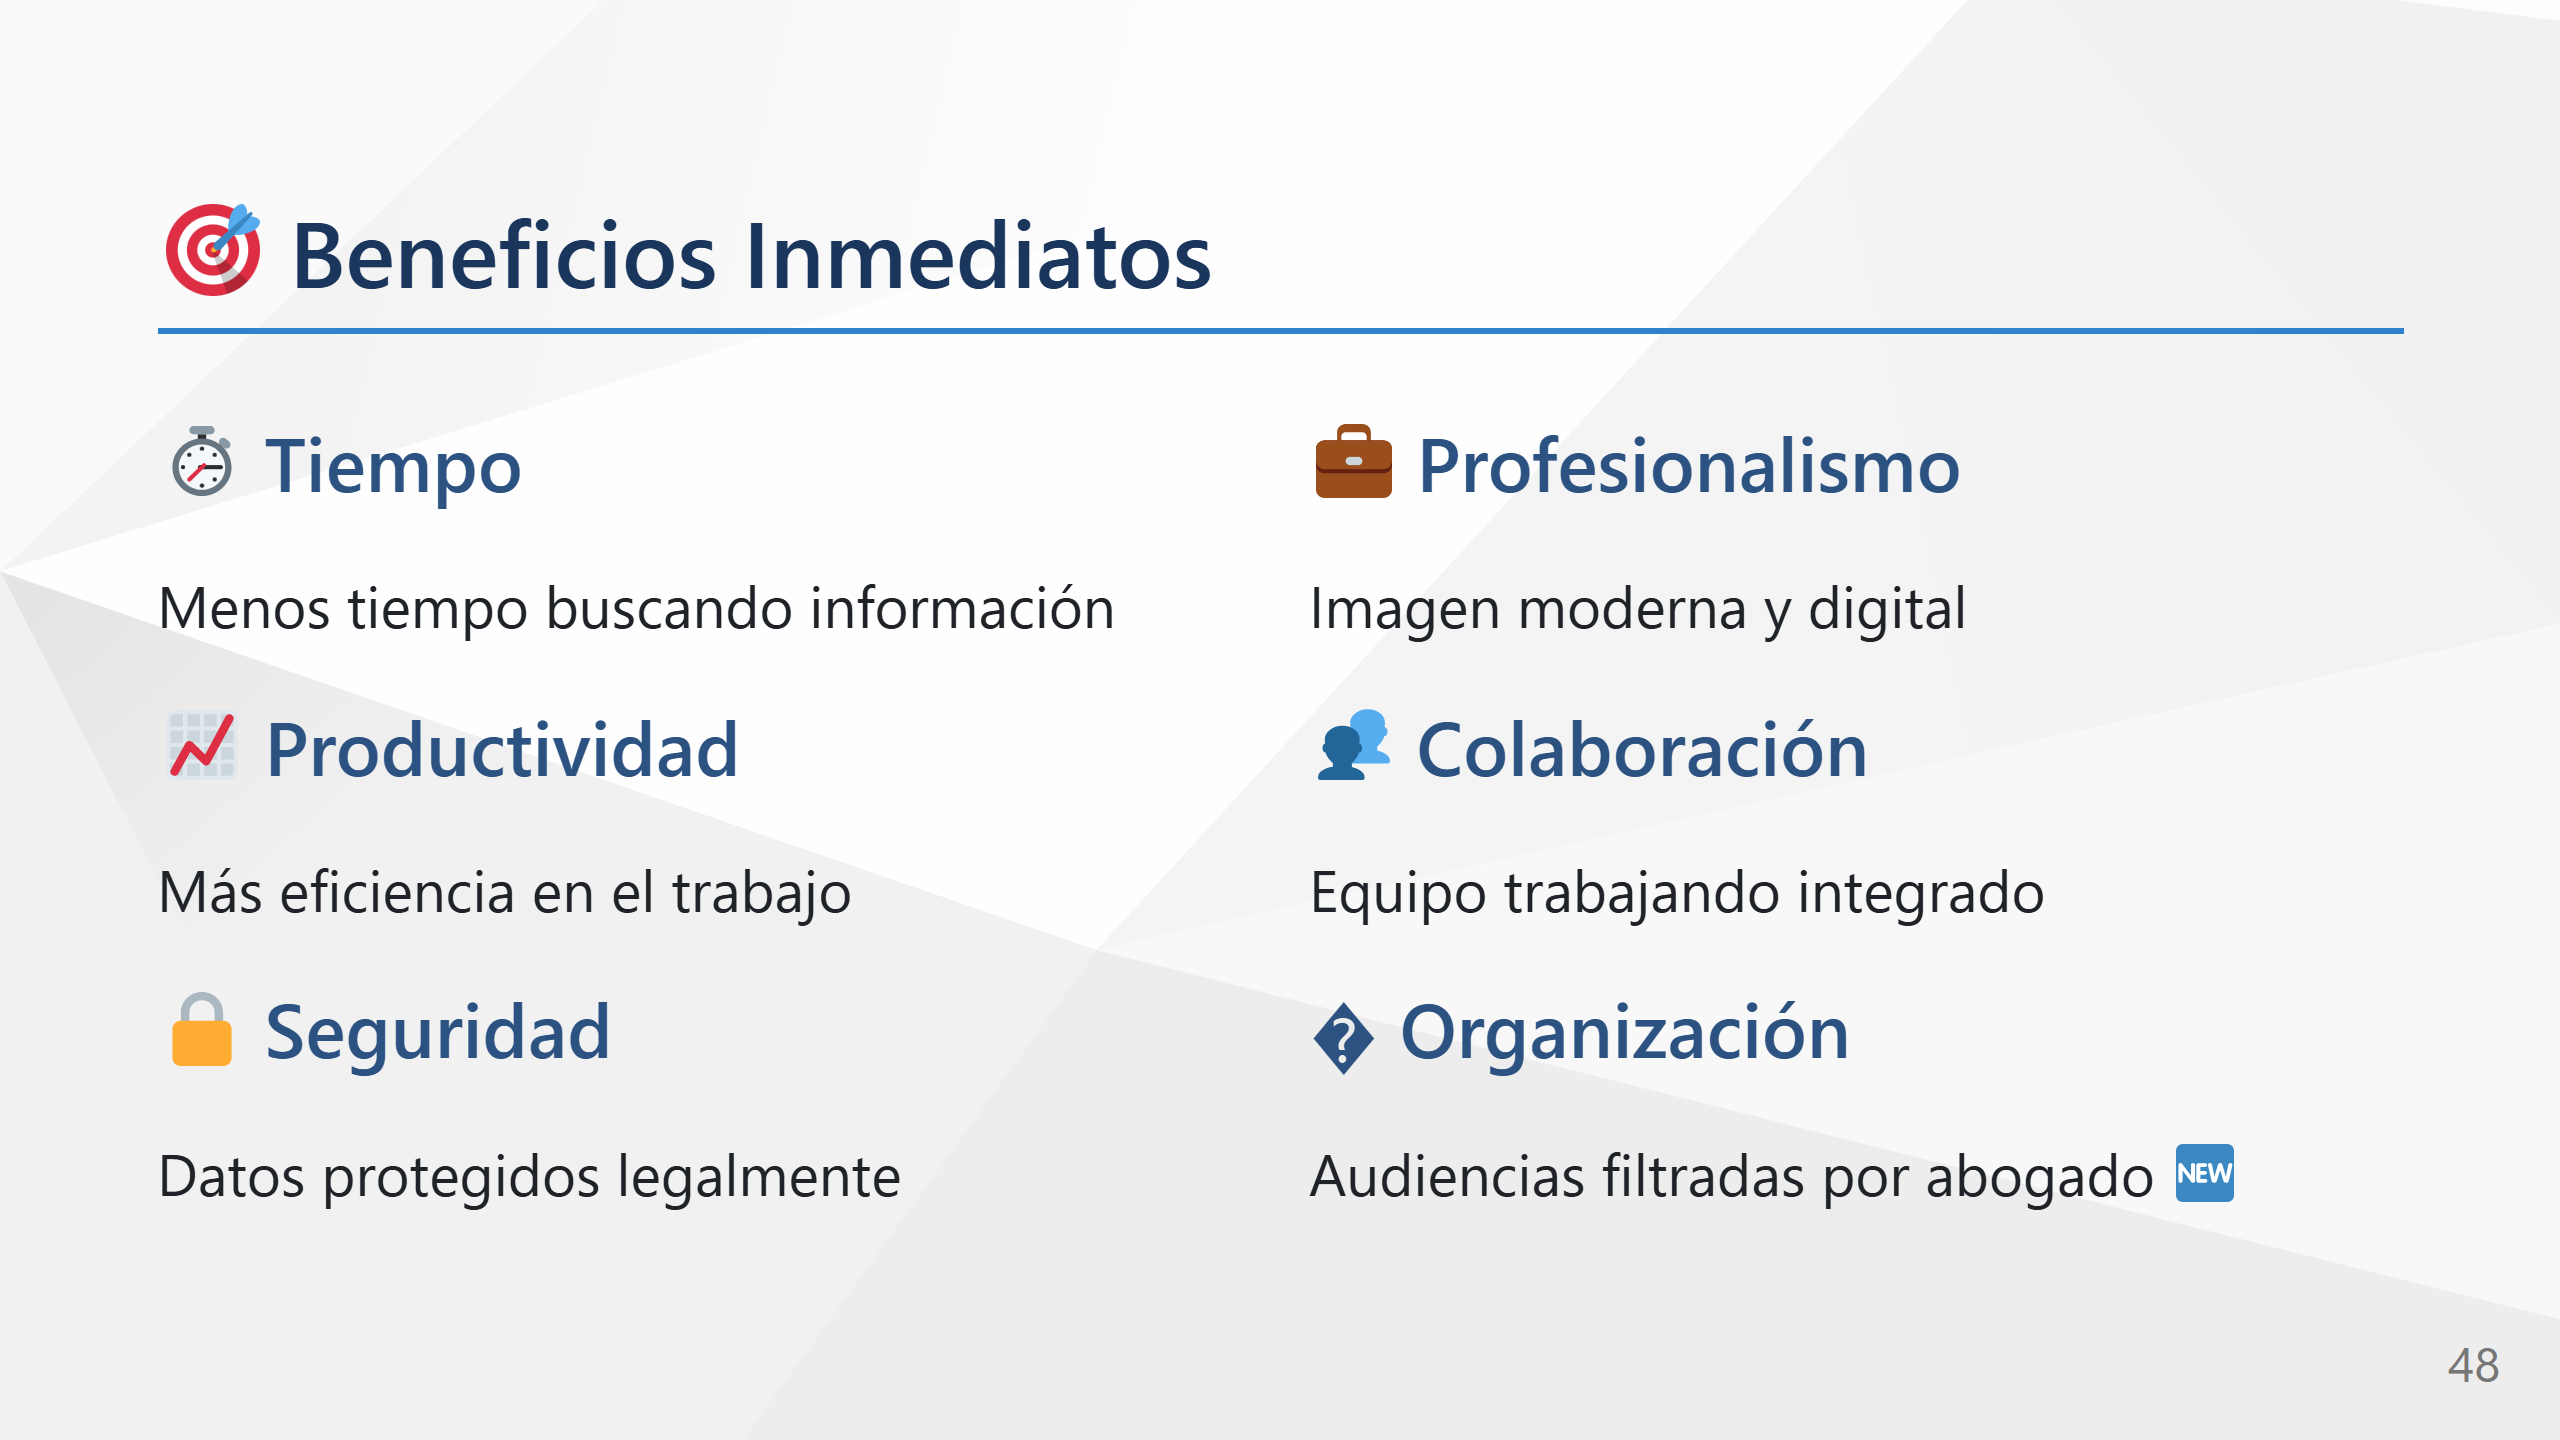 🎯 Beneficios Inmediatos
⏱️ Tiempo
Menos tiempo buscando información
📈 Productividad
Más eficiencia en el trabajo
🔒 Seguridad
Datos protegidos legalmente
💼 Profesionalismo
Imagen moderna y digital
👥 Colaboración
Equipo trabajando integrado
� Organización
Audiencias filtradas por abogado 🆕
48